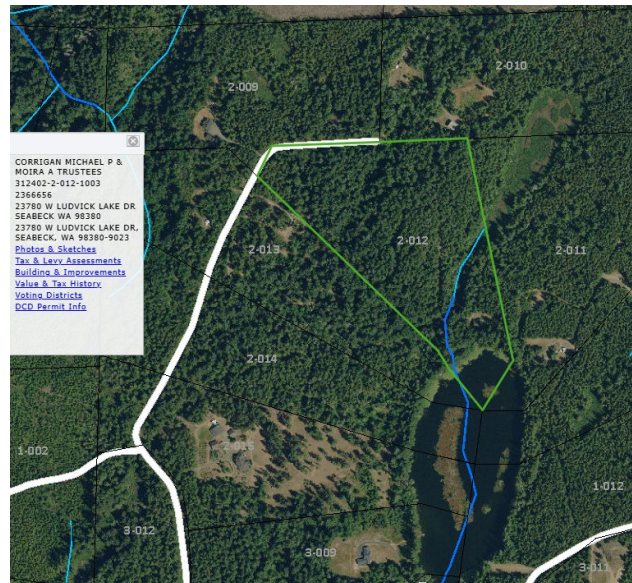 2-010
2-009
CORRIGAN MICHAEL P &
MOIRA A TRUSTEES
312402-2-012-1003
2366656
23780 W LUDVICK LAKE DR
SEABECK WA 98380
23780 W LUDVICK LAKE DR,
SEABECK, WA 98380-9023
Photos & Sketches
Tax & Levy Assessments
Building & Improvements
Value & Tax History
Voting Districts
DCD Permit Info
2-012
2-013
2-011
2-014
1-002
1-012
3-012
3-009
3-011